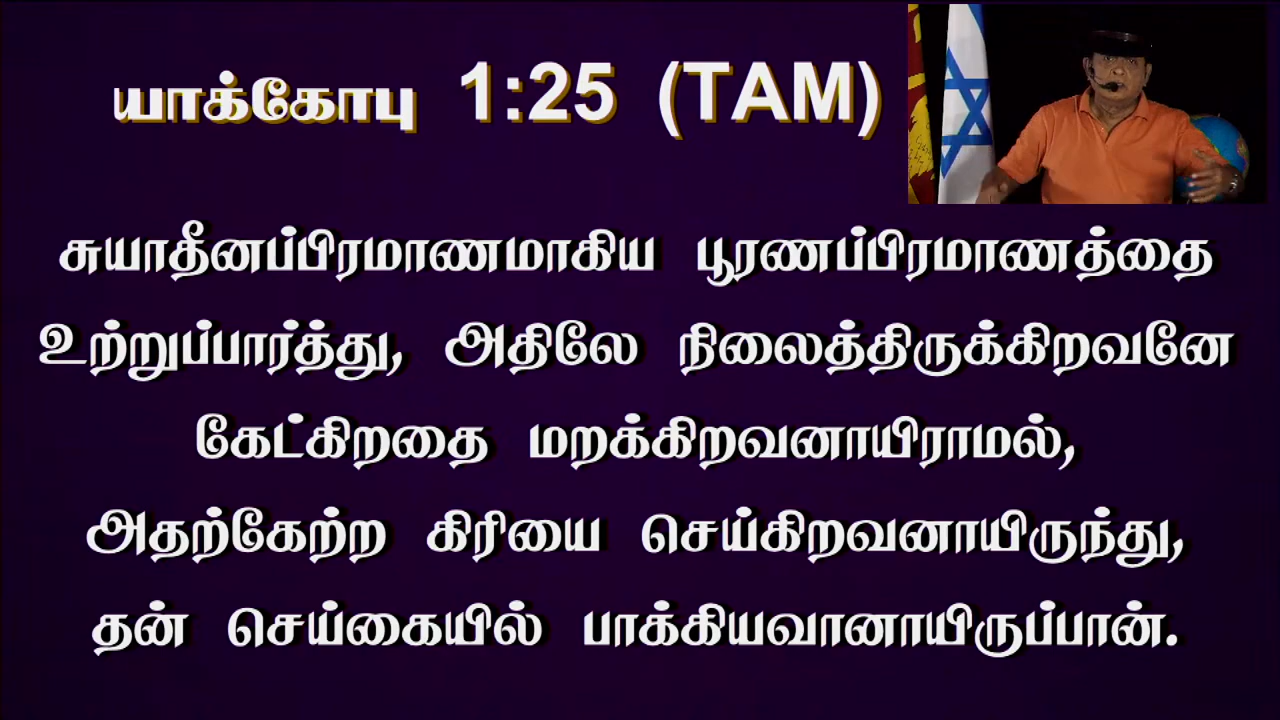 யாக்கோபு 1:25 (TAM)
சுயாதீனப்பிரமாணமாகிய பூரணப்பிரமாணத்தை
உற்றுப்பார்த்து, அதிலே நிலைத்திருக்கிறவனே
கேட்கிறதை மறக்கிறவனாயிராமல்,
அதற்கேற்ற கிரியை செய்கிறவனாயிருந்து,
தன் செய்கையில் பாக்கியவானாயிருப்பான்.